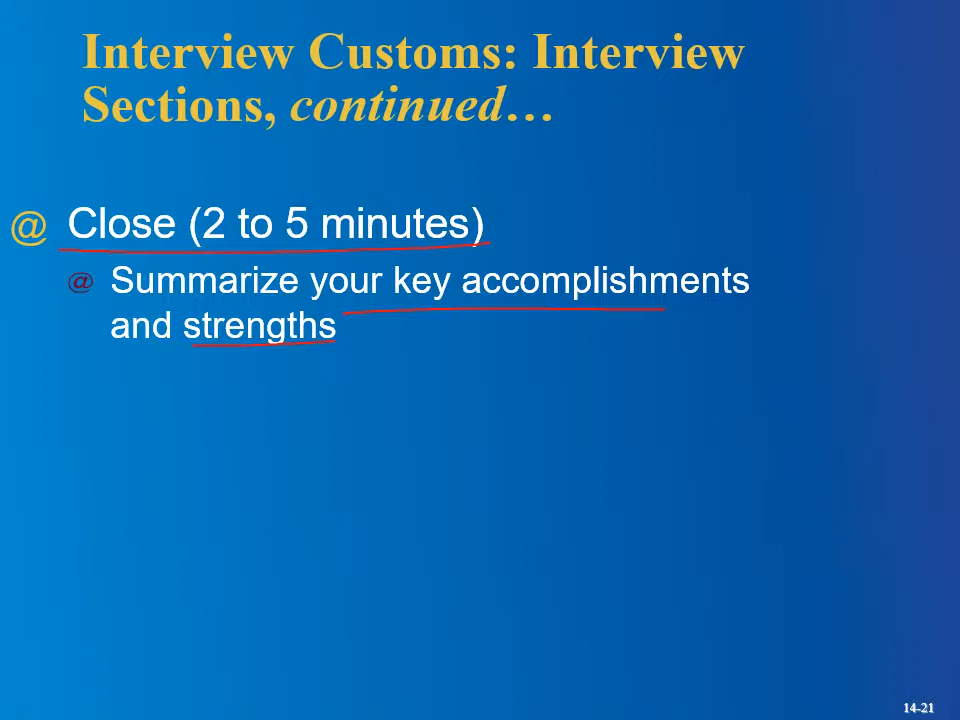 Interview Customs: Interview
Sections, continued…
@ Close (2 to 5 minutes)
@ Summarize your key accomplishments
and strengths
14-21